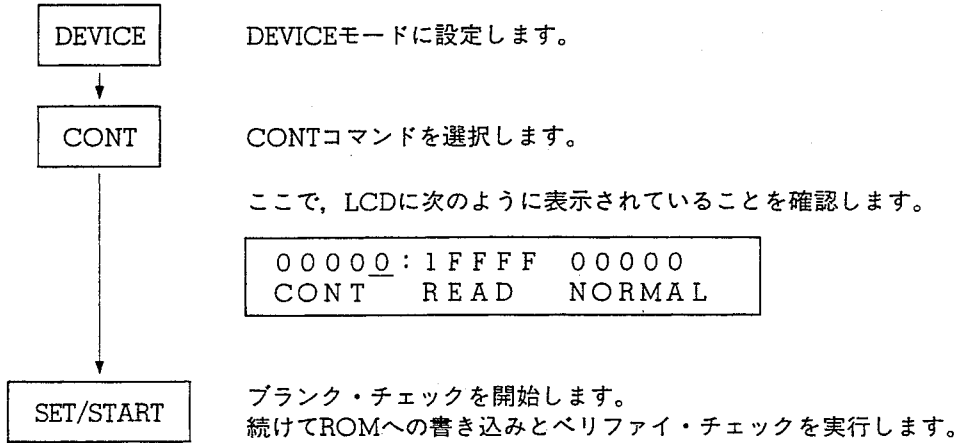 DEVICE DEVICEモードに設定します。
CONT CONTコマンドを選択します。
ここで，LCDに次のように表示されていることを確認します。
00000:1FFFF 00000
CONT READ NORMAL
SET/START ブランク・チェックを開始します。
続けてROMへの書き込みとベリファイ・チェックを実行します。